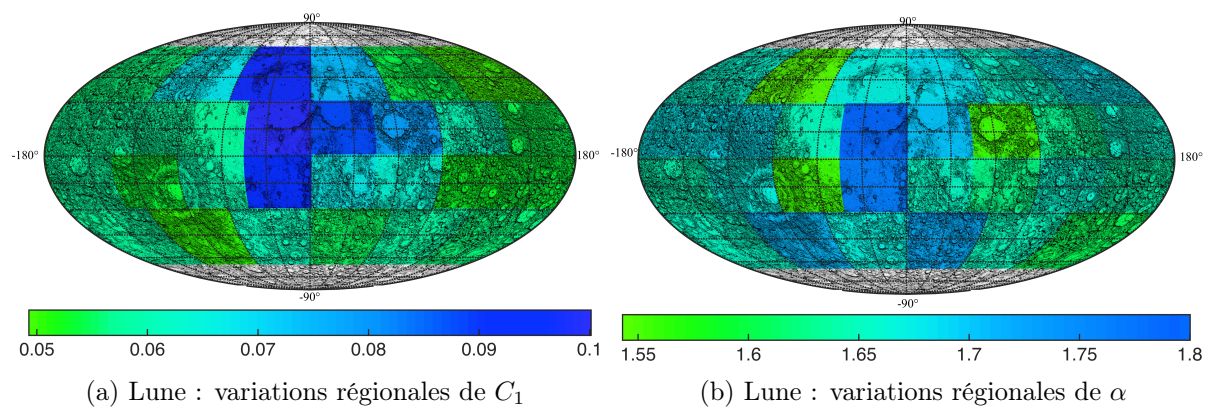 90°
-180°
180°
-90°
0.05 0.06 0.07 0.08 0.09 0.1
(a) Lune : variations régionales de C₁
90°
-180°
180°
-90°
1.55 1.6 1.65 1.7 1.75 1.8
(b) Lune : variations régionales de α